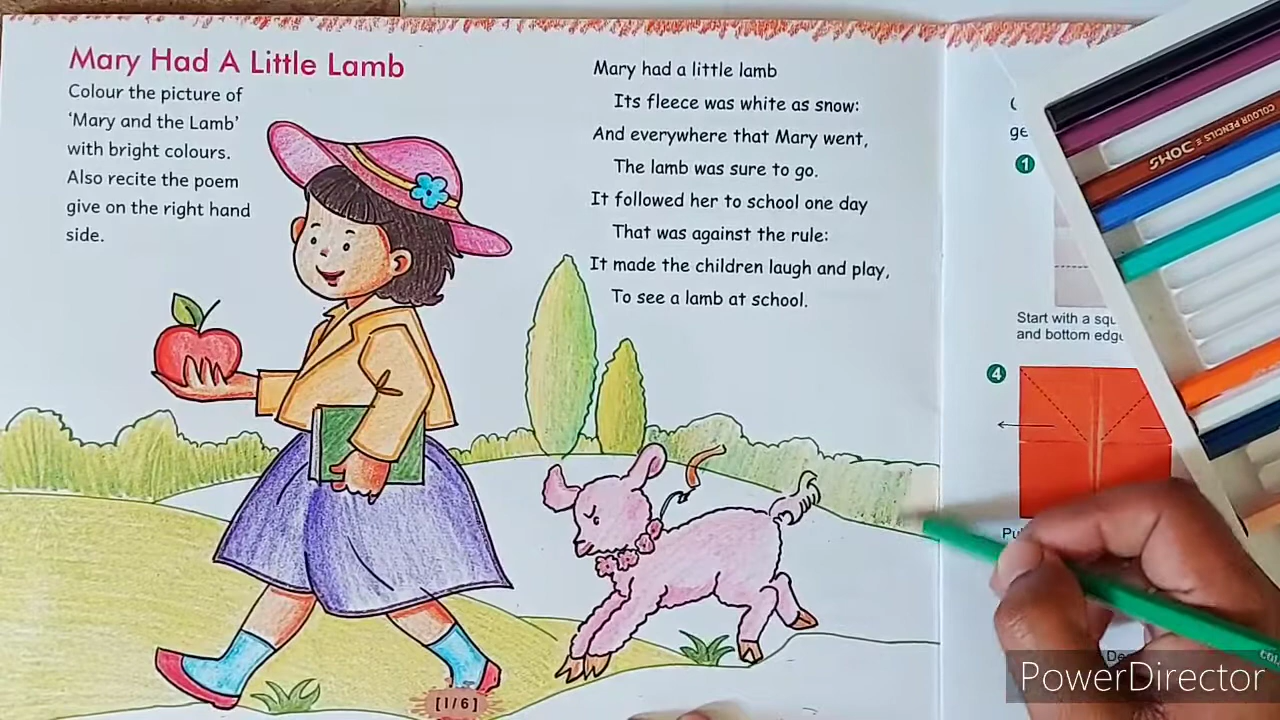 Mary Had A Little Lamb
Colour the picture of
'Mary and the Lamb'
with bright colours.
Also recite the poem
give on the right hand
side.
Mary had a little lamb
Its fleece was white as snow:
And everywhere that Mary went,
The lamb was sure to go.
It followed her to school one day
That was against the rule:
It made the children laugh and play,
To see a lamb at school.
[1/6]
1
Start with a squ
and bottom edge
4
COLOUR PENCILS
DOMS
PowerDirector